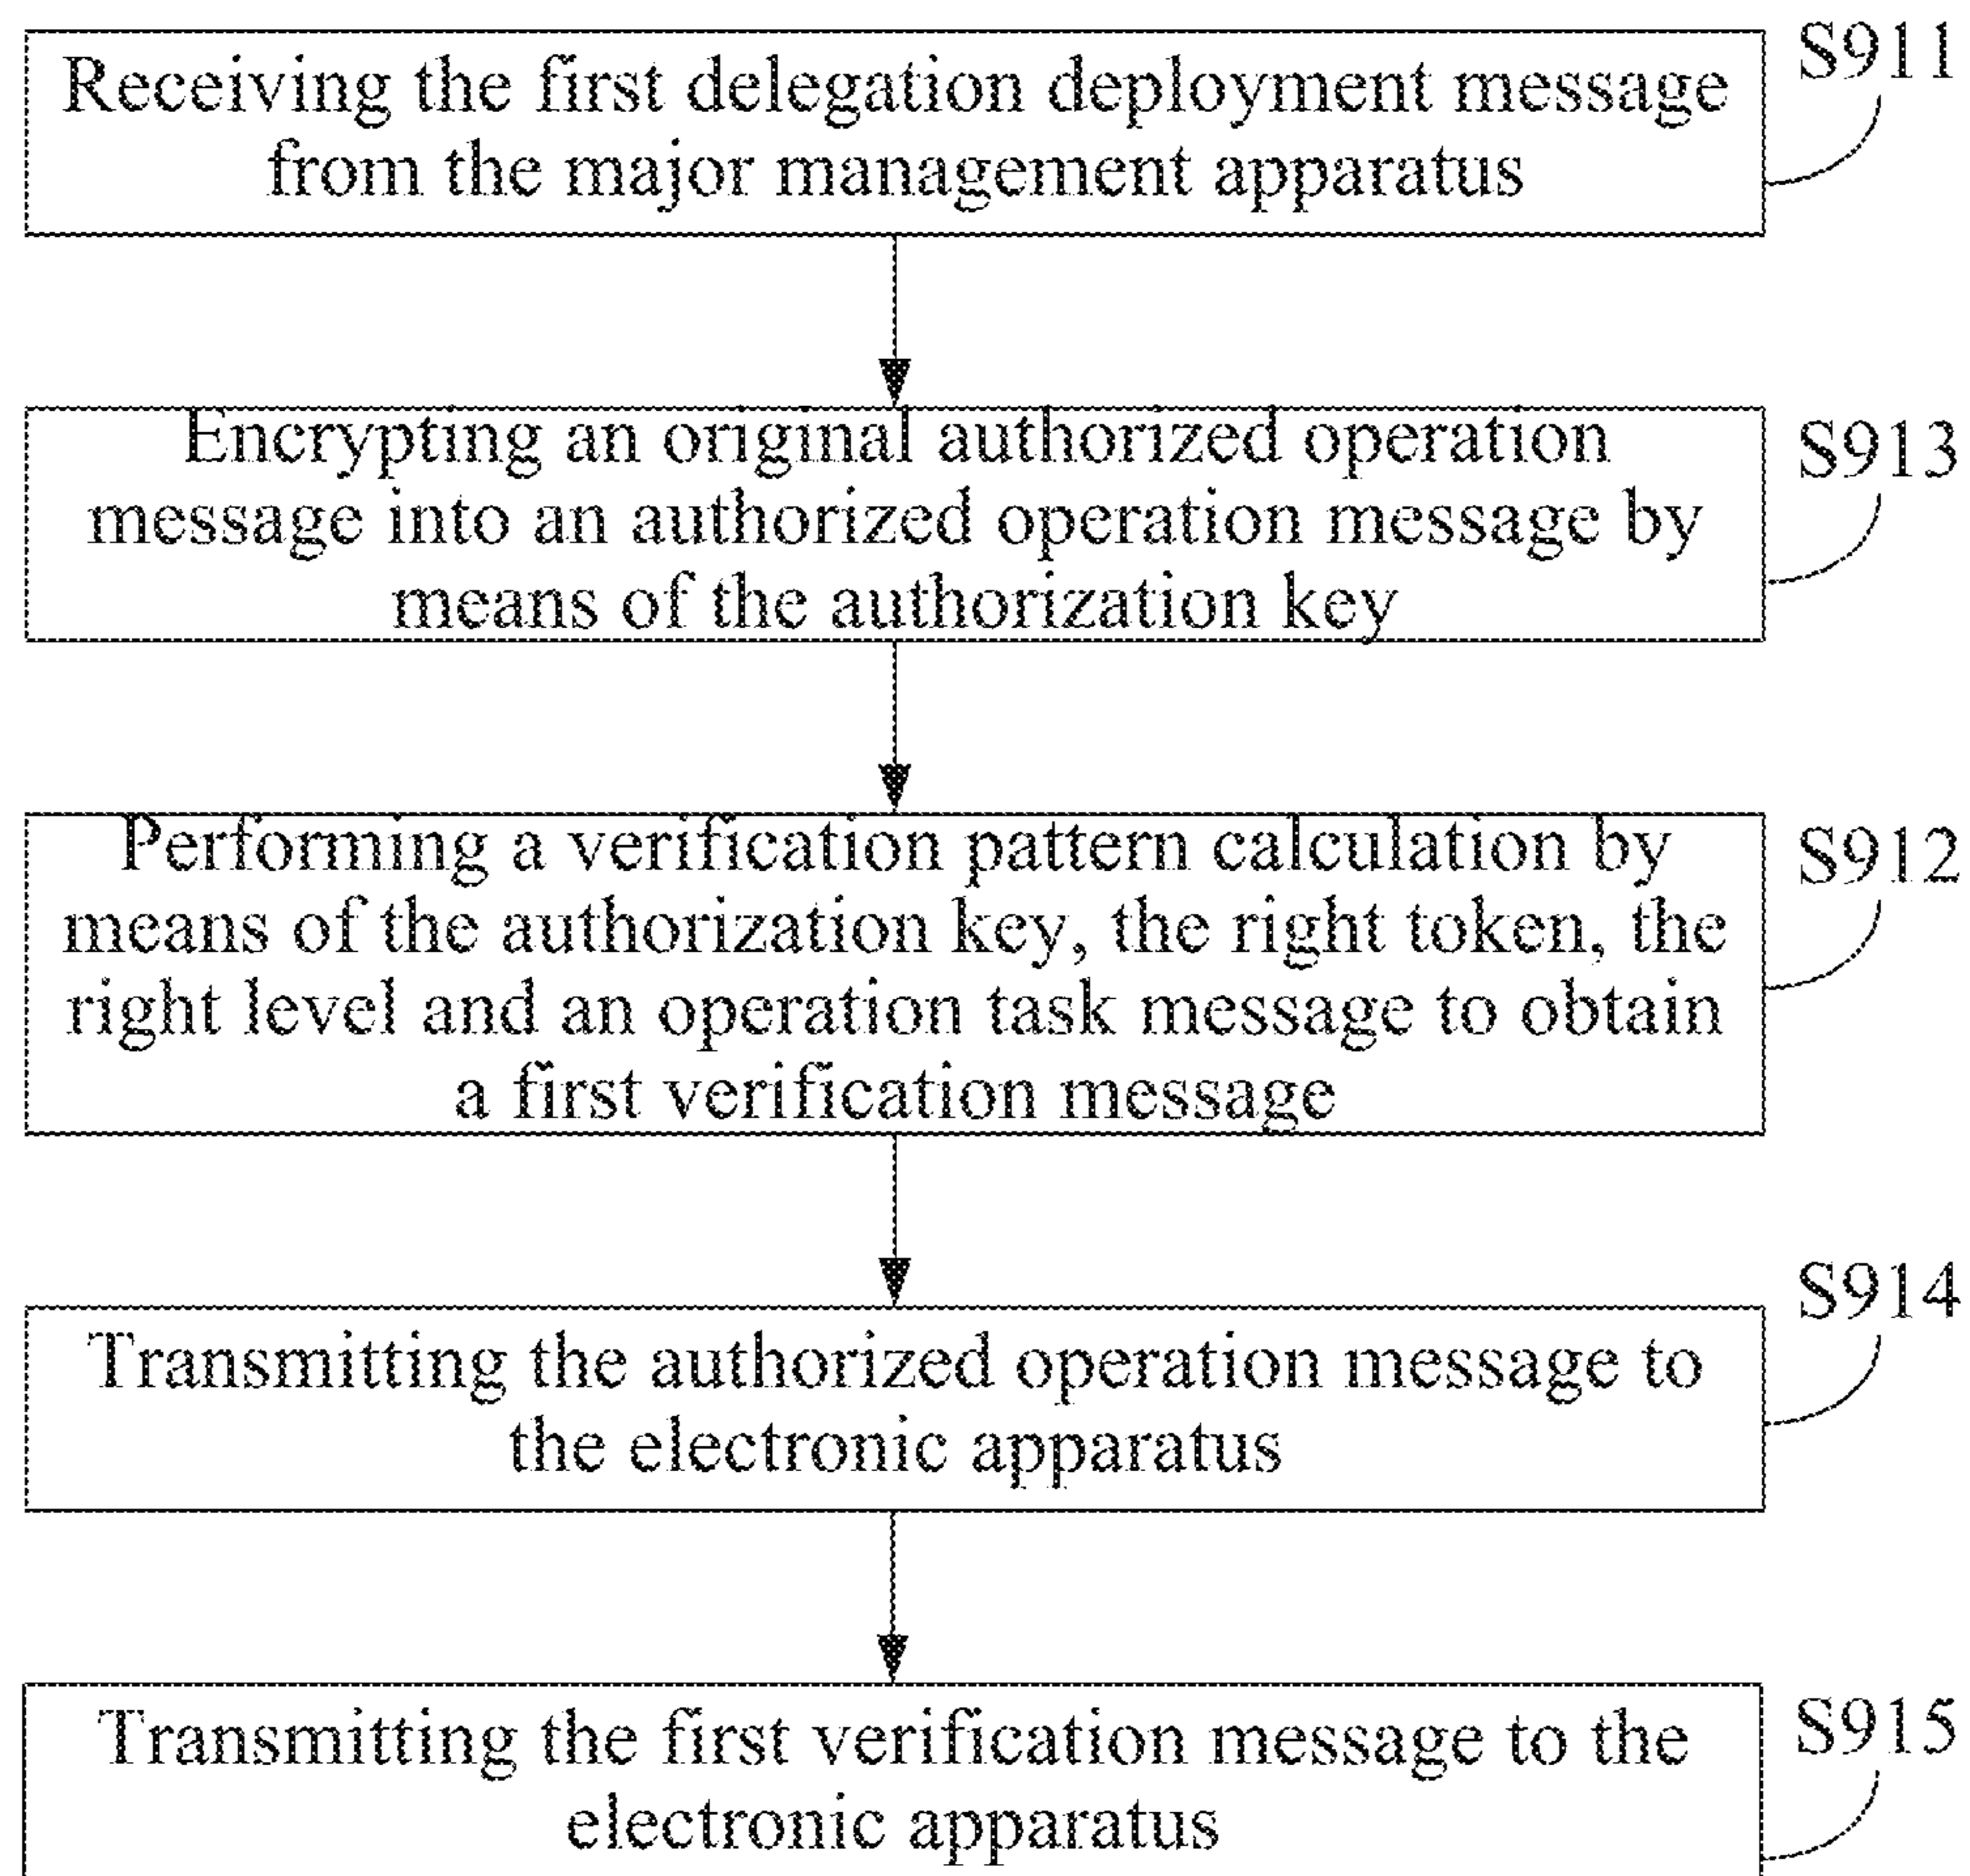 S911
Receiving the first delegation deployment message
from the major management apparatus
S913
Encrypting an original authorized operation
message into an authorized operation message by
means of the authorization key
S912
Performing a verification pattern calculation by
means of the authorization key, the right token, the
right level and an operation task message to obtain
a first verification message
S914
Transmitting the authorized operation message to
the electronic apparatus
S915
Transmitting the first verification message to the
electronic apparatus